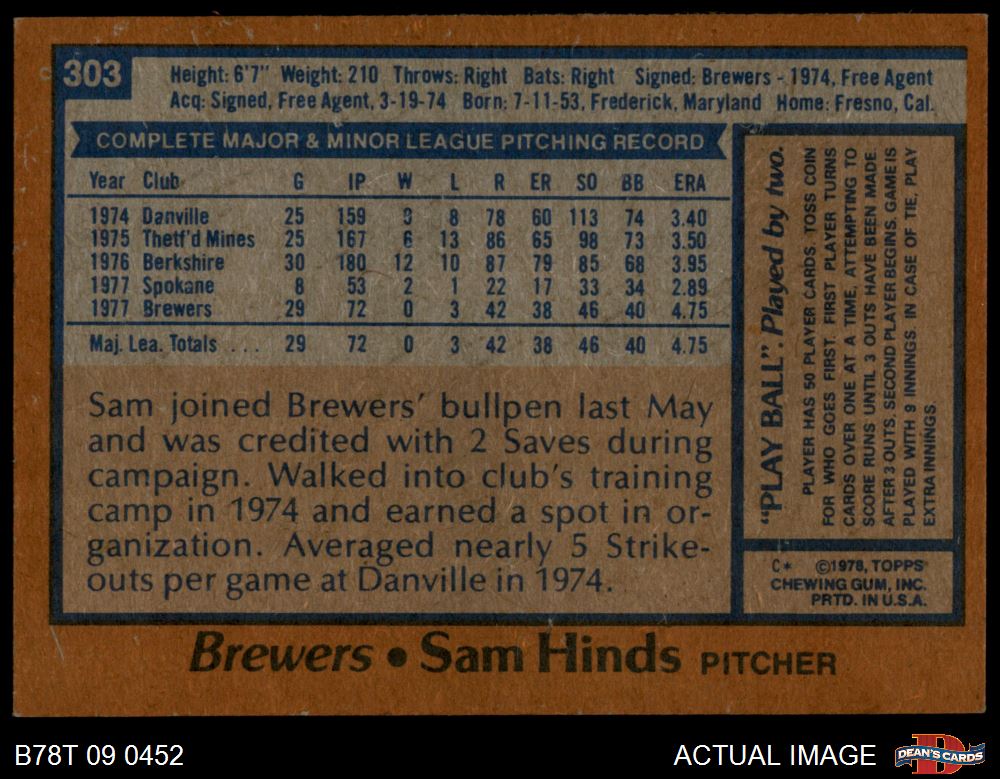 303
Height: 6'7" Weight: 210 Throws: Right Bats: Right Signed: Brewers - 1974, Free Agent
Acq: Signed, Free Agent, 3-19-74 Born: 7-11-53, Frederick, Maryland Home: Fresno, Cal.
COMPLETE MAJOR & MINOR LEAGUE PITCHING RECORD
Year Club G IP W L R ER SO BB ERA
1974 Danville 25 159 9 8 78 60 113 74 3.40
1975 Thetf'd Mines 25 167 6 13 86 65 98 73 3.50
1976 Berkshire 30 180 12 10 87 79 85 68 3.95
1977 Spokane 8 53 2 1 22 17 33 34 2.89
1977 Brewers 29 72 0 3 42 38 46 40 4.75
Maj. Lea. Totals ... 29 72 0 3 42 38 46 40 4.75
Sam joined Brewers' bullpen last May
and was credited with 2 Saves during
campaign. Walked into club's training
camp in 1974 and earned a spot in or-
ganization. Averaged nearly 5 Strike-
outs per game at Danville in 1974.
"PLAY BALL". Played by two.
PLAYER HAS 50 PLAYER CARDS. TOSS COIN
FOR WHO GOES FIRST. FIRST PLAYER TURNS
CARDS OVER ONE AT A TIME, ATTEMPTING TO
SCORE RUNS UNTIL 3 OUTS HAVE BEEN MADE.
AFTER 3 OUTS, SECOND PLAYER BEGINS. GAME IS
PLAYED WITH 9 INNINGS. IN CASE OF TIE, PLAY
EXTRA INNINGS.
C* ©1978, TOPPS
CHEWING GUM, INC.
PRTD. IN U.S.A.
Brewers • Sam Hinds PITCHER
B78T 09 0452
ACTUAL IMAGE
DEAN'S CARDS